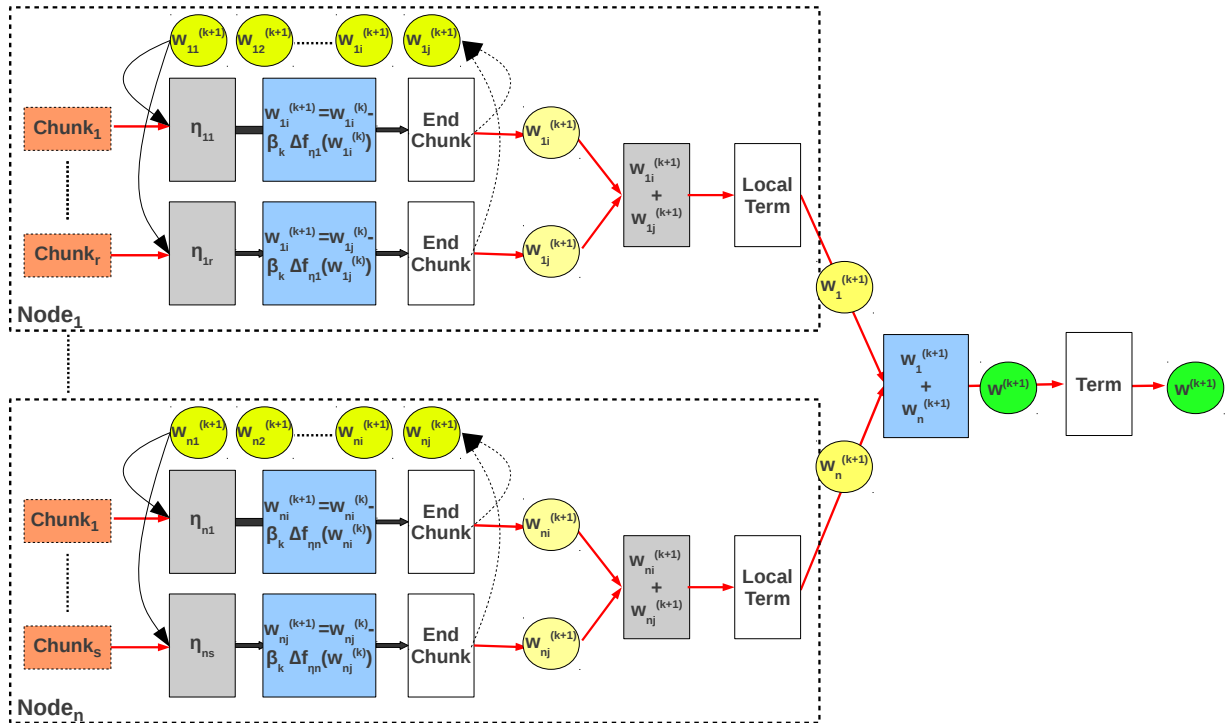 w₁₁⁽ᵏ⁺¹⁾ w₁₂⁽ᵏ⁺¹⁾ ........ w₁ᵢ⁽ᵏ⁺¹⁾ w₁ⱼ⁽ᵏ⁺¹⁾
Chunk₁
η₁₁
w₁ᵢ⁽ᵏ⁺¹⁾=w₁ᵢ⁽ᵏ⁾-
βₖ Δf_η1(w₁ᵢ⁽ᵏ⁾)
End
Chunk
w₁ᵢ⁽ᵏ⁺¹⁾
Chunkᵣ
η₁ᵣ
w₁ᵢ⁽ᵏ⁺¹⁾=w₁ⱼ⁽ᵏ⁾-
βₖ Δf_η1(w₁ⱼ⁽ᵏ⁾)
End
Chunk
w₁ⱼ⁽ᵏ⁺¹⁾
w₁ᵢ⁽ᵏ⁺¹⁾
+
w₁ⱼ⁽ᵏ⁺¹⁾
Local
Term
Node₁
w₁⁽ᵏ⁺¹⁾
wₙ₁⁽ᵏ⁺¹⁾ wₙ₂⁽ᵏ⁺¹⁾ ........ wₙᵢ⁽ᵏ⁺¹⁾ wₙⱼ⁽ᵏ⁺¹⁾
Chunk₁
ηₙ₁
wₙᵢ⁽ᵏ⁺¹⁾=wₙᵢ⁽ᵏ⁾-
βₖ Δf_ηn(wₙᵢ⁽ᵏ⁾)
End
Chunk
wₙᵢ⁽ᵏ⁺¹⁾
Chunkₛ
ηₙₛ
wₙⱼ⁽ᵏ⁺¹⁾=wₙⱼ⁽ᵏ⁾-
βₖ Δf_ηn(wₙⱼ⁽ᵏ⁾)
End
Chunk
wₙⱼ⁽ᵏ⁺¹⁾
wₙᵢ⁽ᵏ⁺¹⁾
+
wₙⱼ⁽ᵏ⁺¹⁾
Local
Term
Nodeₙ
wₙ⁽ᵏ⁺¹⁾
w₁⁽ᵏ⁺¹⁾
+
wₙ⁽ᵏ⁺¹⁾
w⁽ᵏ⁺¹⁾
Term
w⁽ᵏ⁺¹⁾